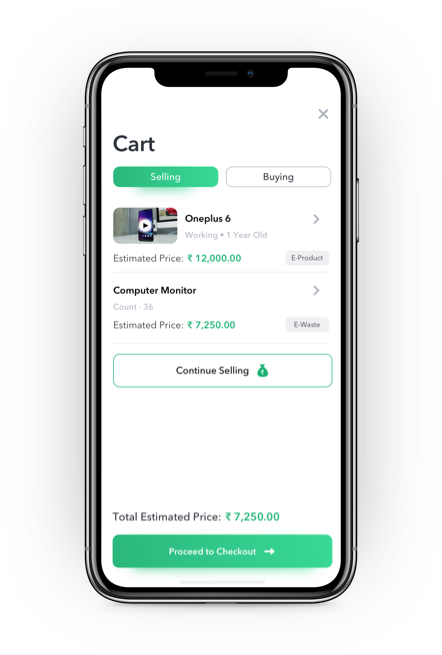 Cart
Selling
Buying
Oneplus 6
Working • 1 Year Old
Estimated Price: ₹ 12,000.00
E-Product
Computer Monitor
Count - 36
Estimated Price: ₹ 7,250.00
E-Waste
Continue Selling
Total Estimated Price: ₹ 7,250.00
Proceed to Checkout →